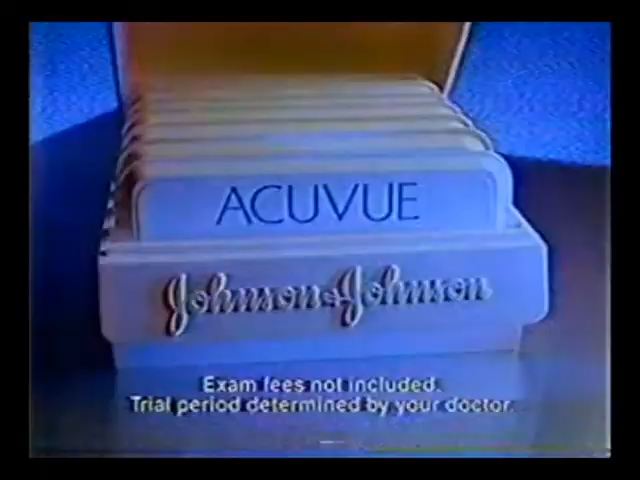 ACUVUE
Johnson & Johnson
Exam fees not included.
Trial period determined by your doctor.